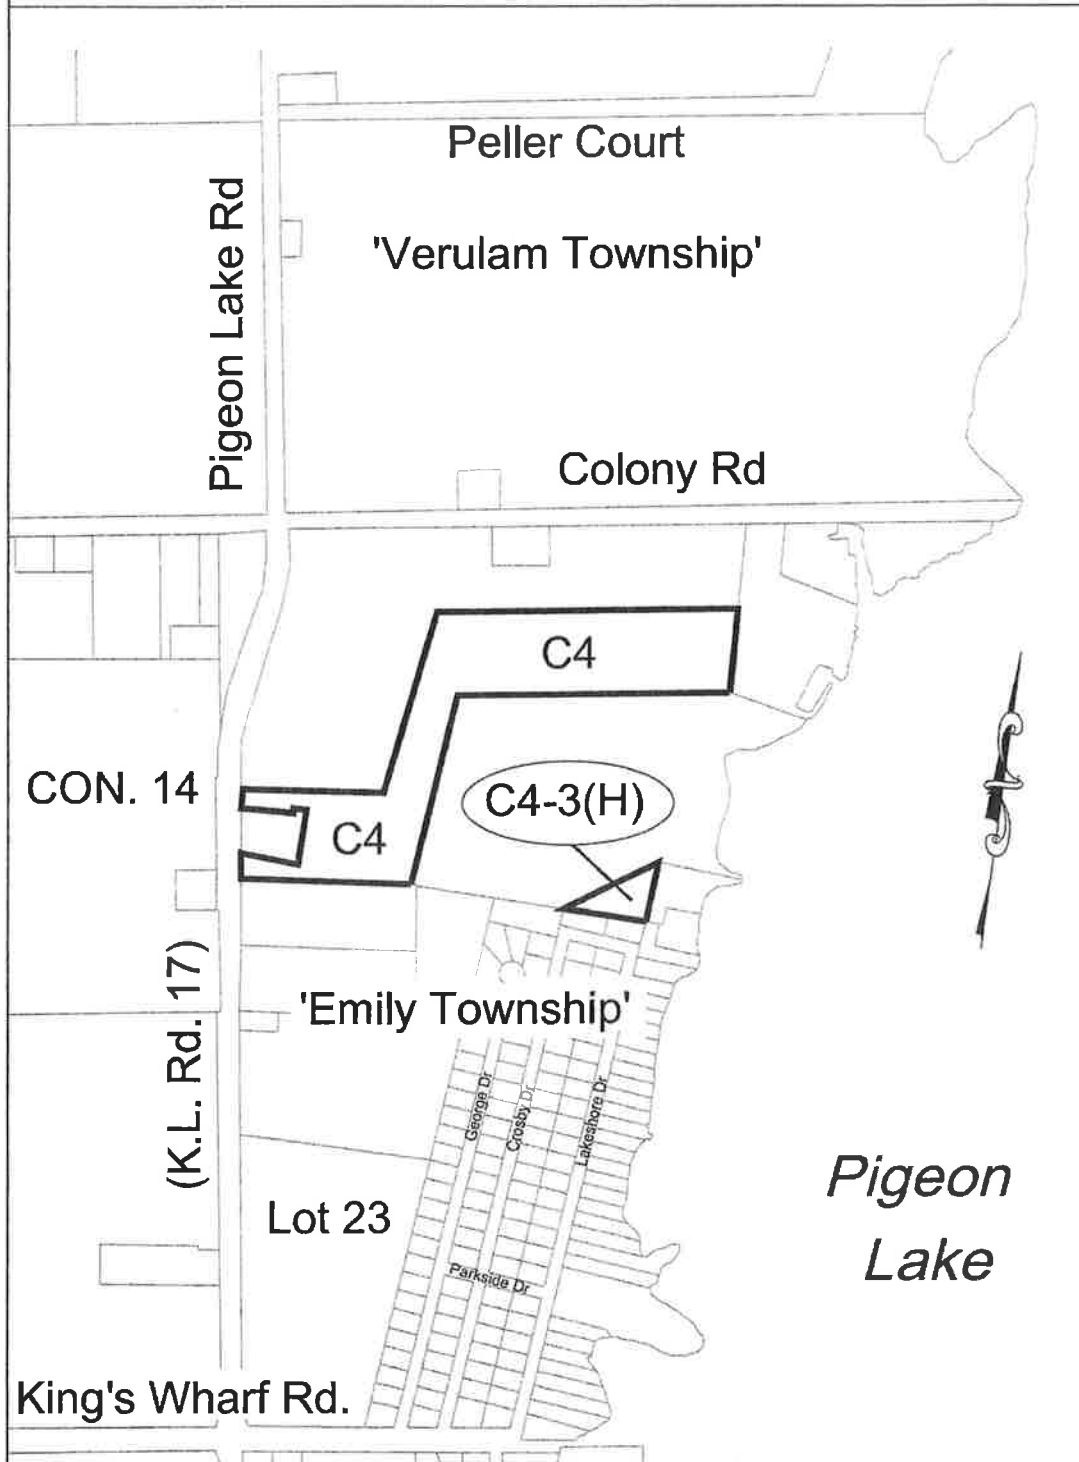 Peller Court
Pigeon Lake Rd
'Verulam Township'
Colony Rd
C4
CON. 14
C4-3(H)
C4
(K.L. Rd. 17)
'Emily Township'
George Dr
Crosby Dr
Lakeshore Dr
Pigeon
Lake
Lot 23
Parkside Dr
King's Wharf Rd.